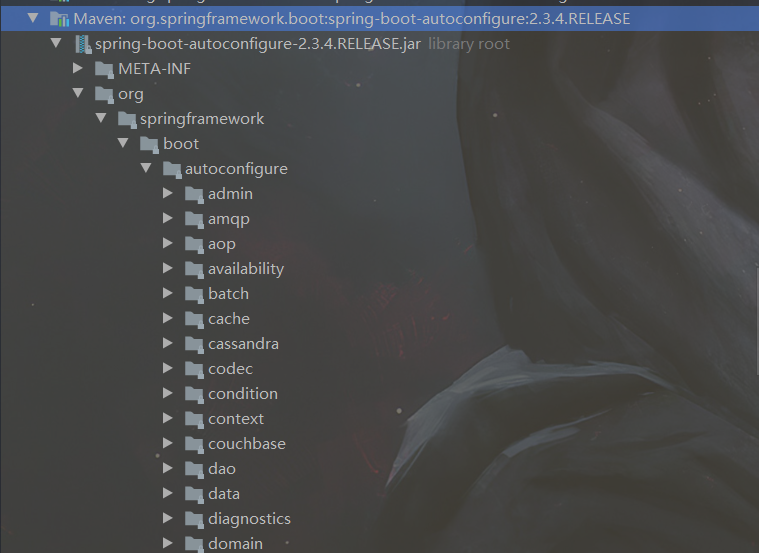 Maven: org.springframework.boot:spring-boot-autoconfigure:2.3.4.RELEASE
spring-boot-autoconfigure-2.3.4.RELEASE.jar library root
META-INF
org
springframework
boot
autoconfigure
admin
amqp
aop
availability
batch
cache
cassandra
codec
condition
context
couchbase
dao
data
diagnostics
domain